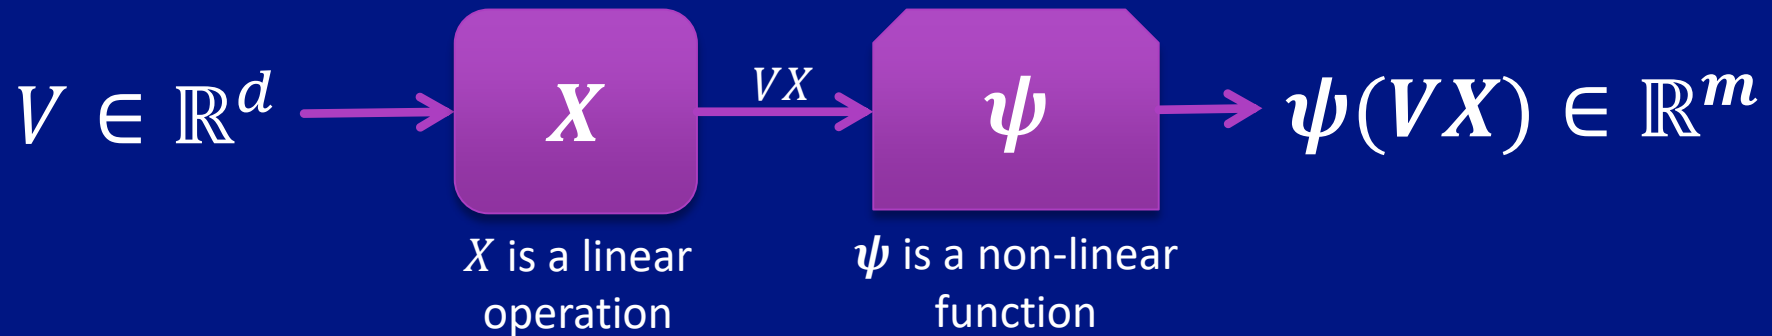 V ∈ ℝ^d
X
VX
ψ
ψ(VX) ∈ ℝ^m
X is a linear
operation
ψ is a non-linear
function